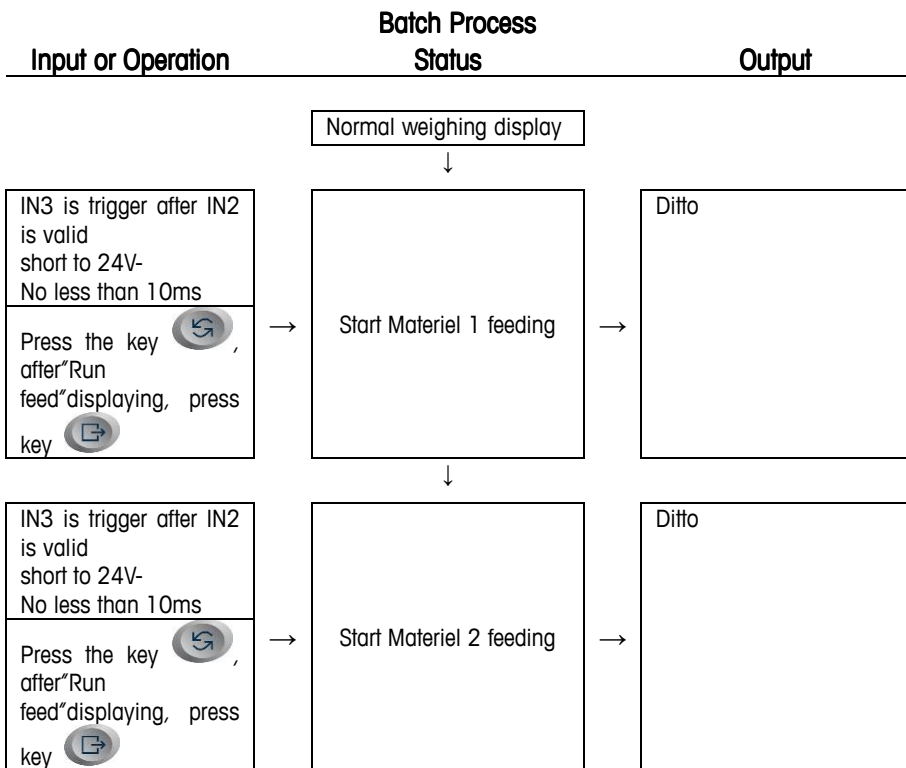 Batch Process
Input or Operation Status Output
Normal weighing display
↓
IN3 is trigger after IN2
is valid
short to 24V-
No less than 10ms
Press the key ,
after"Run
feed"displaying, press
key
→
Start Materiel 1 feeding
→
Ditto
↓
IN3 is trigger after IN2
is valid
short to 24V-
No less than 10ms
Press the key ,
after"Run
feed"displaying, press
key
→
Start Materiel 2 feeding
→
Ditto